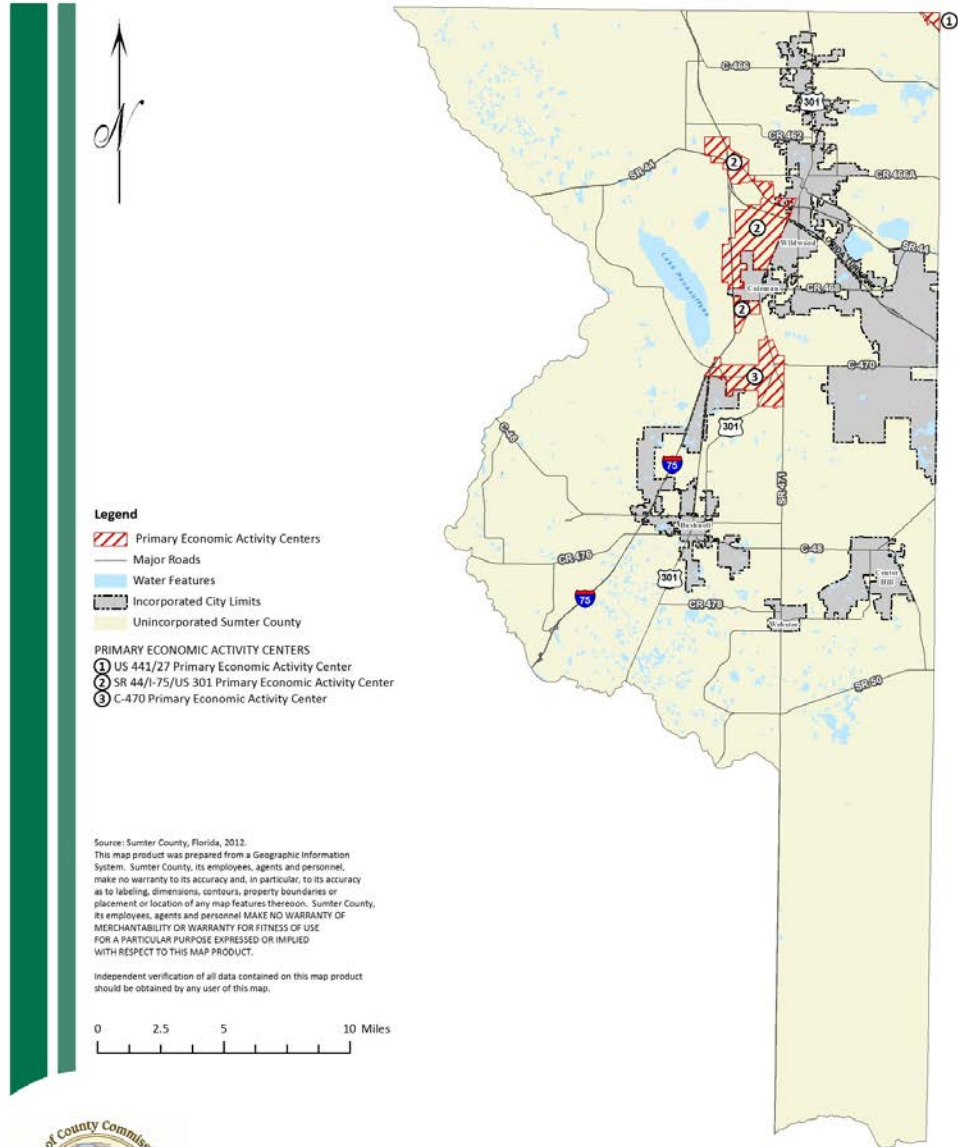 N
1
C-466
301
CR 462
2
SR 44
CR 466A
2
Wildwood
SR 44
Lake Panasoffkee
Coleman
CR 468
2
C-470
3
301
C-48
75
SR 471
Bushnell
CR 476
C-48
Center
Hill
301
75
CR 478
Webster
SR 50
Legend
Primary Economic Activity Centers
Major Roads
Water Features
Incorporated City Limits
Unincorporated Sumter County
PRIMARY ECONOMIC ACTIVITY CENTERS
1 US 441/27 Primary Economic Activity Center
2 SR 44/I-75/US 301 Primary Economic Activity Center
3 C-470 Primary Economic Activity Center
Source: Sumter County, Florida, 2012.
This map product was prepared from a Geographic Information
System. Sumter County, its employees, agents and personnel,
make no warranty to its accuracy and, in particular, to its accuracy
as to labeling, dimensions, contours, property boundaries or
placement or location of any map features thereon. Sumter County,
its employees, agents and personnel MAKE NO WARRANTY OF
MERCHANTABILITY OR WARRANTY FOR FITNESS OF USE
FOR A PARTICULAR PURPOSE EXPRESSED OR IMPLIED
WITH RESPECT TO THIS MAP PRODUCT.
Independent verification of all data contained on this map product
should be obtained by any user of this map.
0 2.5 5 10 Miles
of County Commis